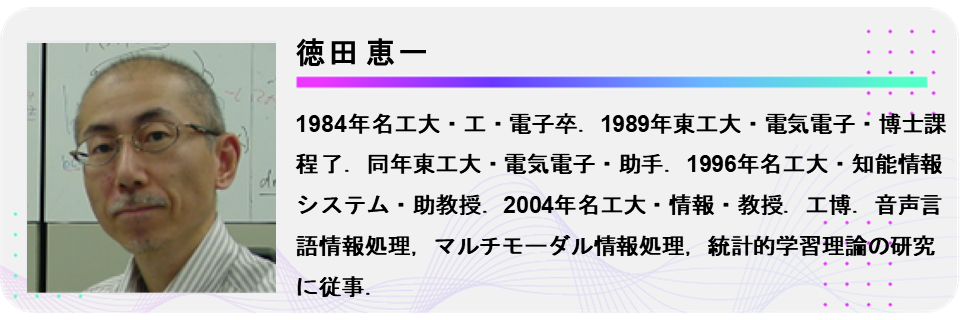 徳田 恵一
1984年名工大・工・電子卒．1989年東工大・電気電子・博士課
程了．同年東工大・電気電子・助手．1996年名工大・知能情報
システム・助教授．2004年名工大・情報・教授．工博．音声言
語情報処理，マルチモーダル情報処理，統計的学習理論の研究
に従事．